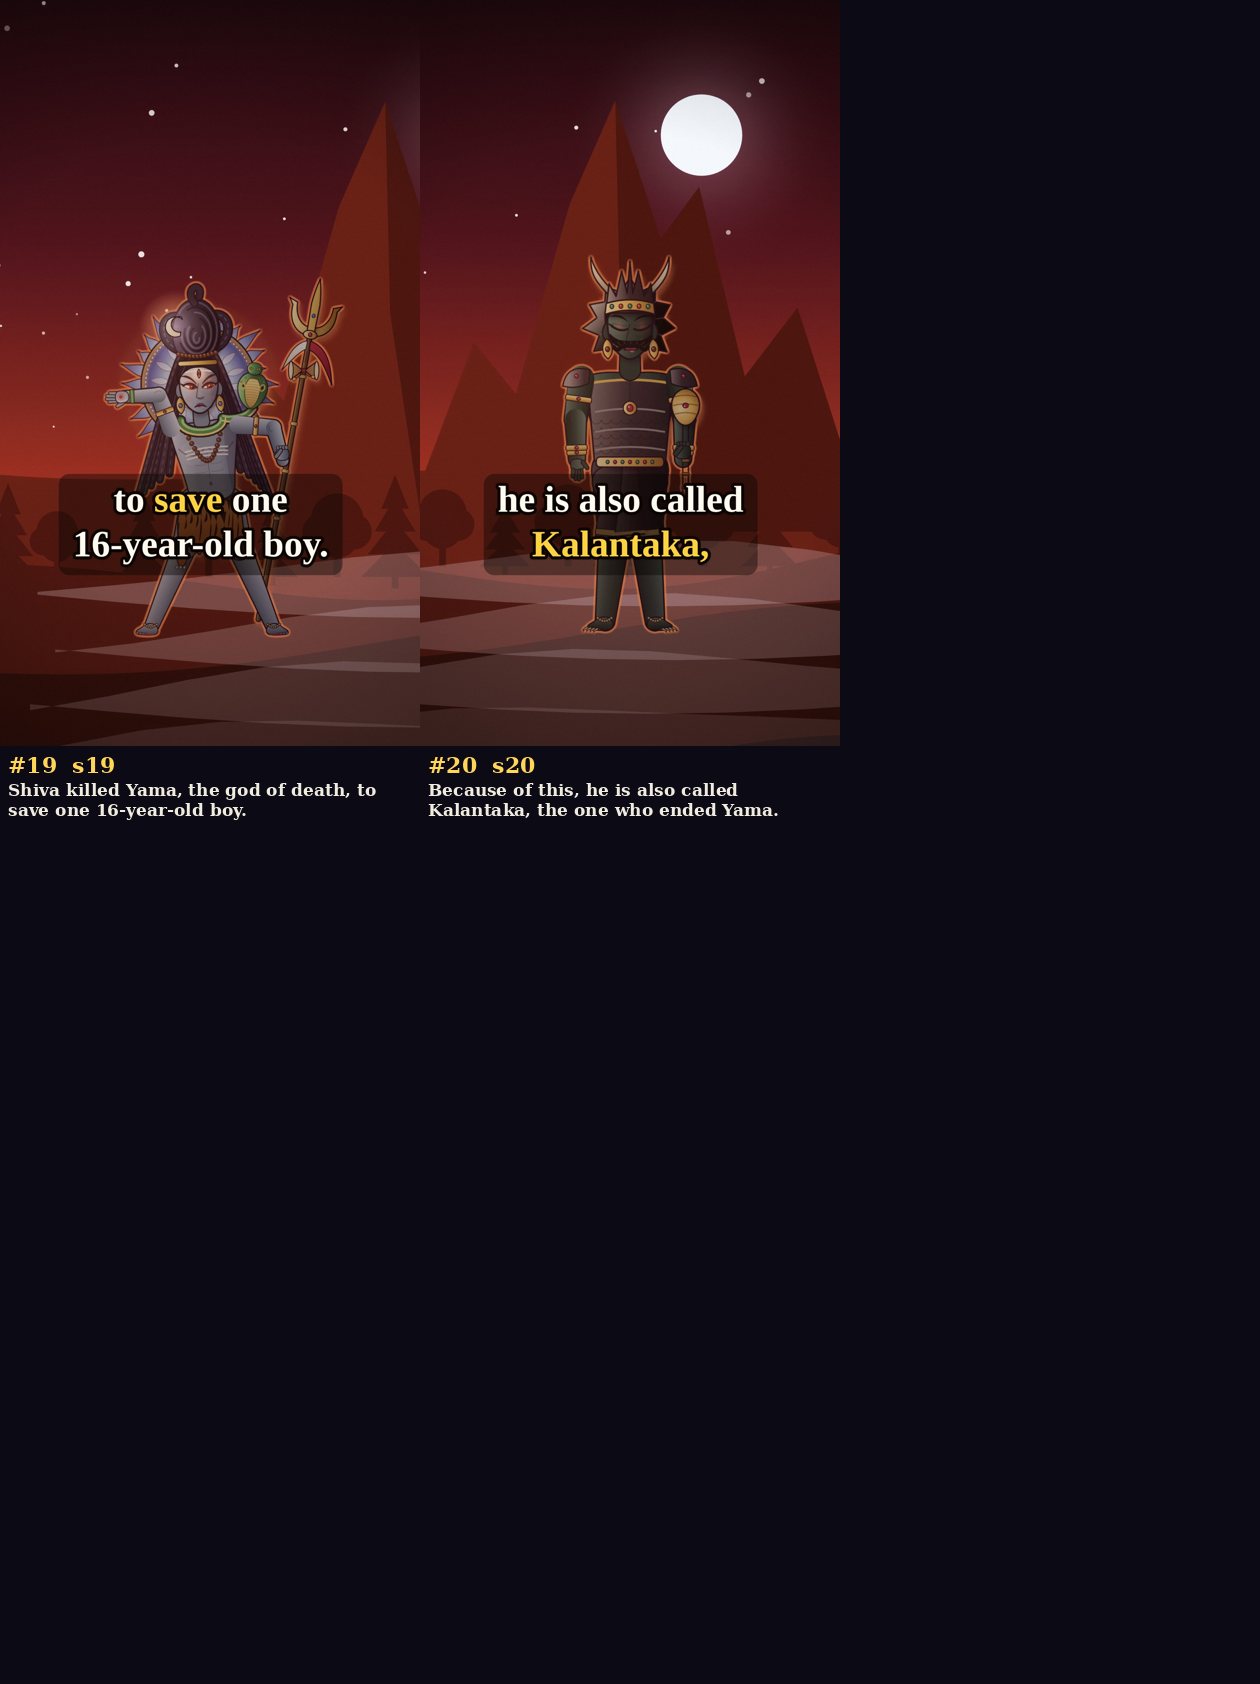 to save one
16-year-old boy.
he is also called
Kalantaka,
#19 s19
Shiva killed Yama, the god of death, to
save one 16-year-old boy.
#20 s20
Because of this, he is also called
Kalantaka, the one who ended Yama.